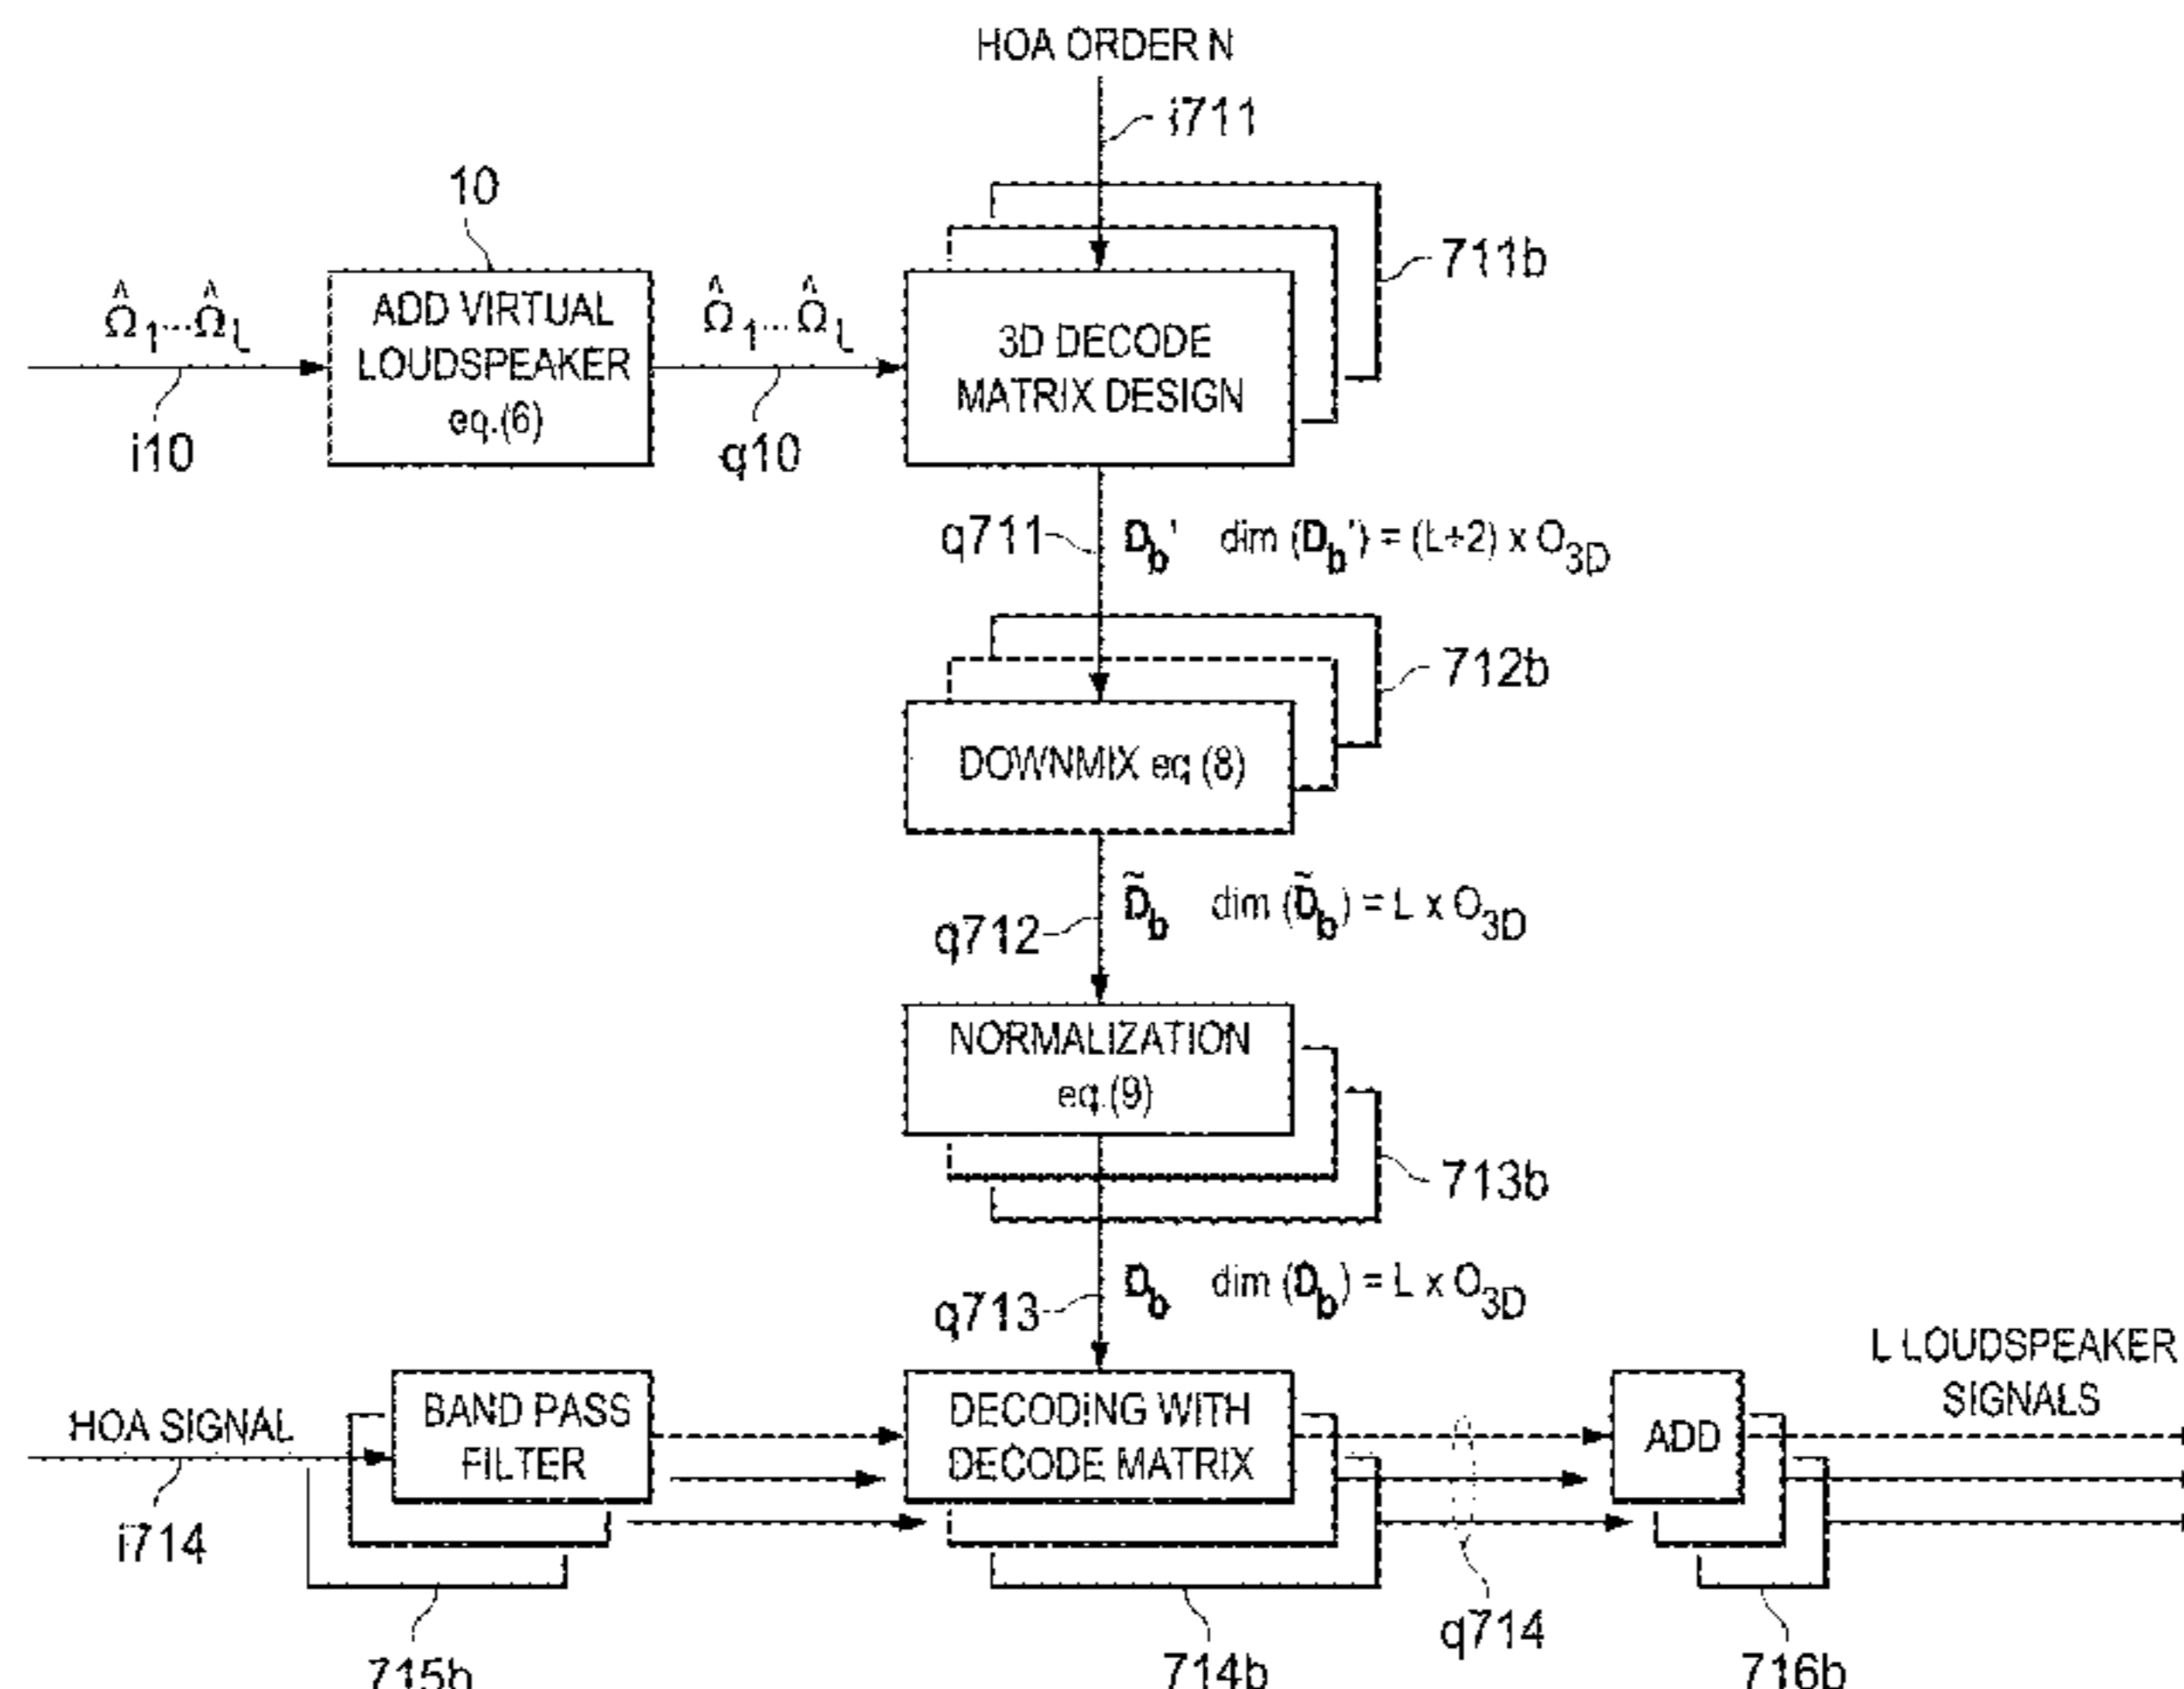 HOA ORDER N
i711
10
711b
Ω̂1...Ω̂L
ADD VIRTUAL
LOUDSPEAKER
eq.(6)
Ω̂1...Ω̂L
3D DECODE
MATRIX DESIGN
i10
q10
q711
Db' dim (Db') = (L+2) x O3D
712b
DOWNMIX eq (8)
q712
D̃b dim (D̃b) = L x O3D
NORMALIZATION
eq.(9)
713b
q713
Db dim (Db) = L x O3D
HOA SIGNAL
BAND PASS
FILTER
DECODING WITH
DECODE MATRIX
ADD
L LOUDSPEAKER
SIGNALS
i714
q714
715b
714b
716b